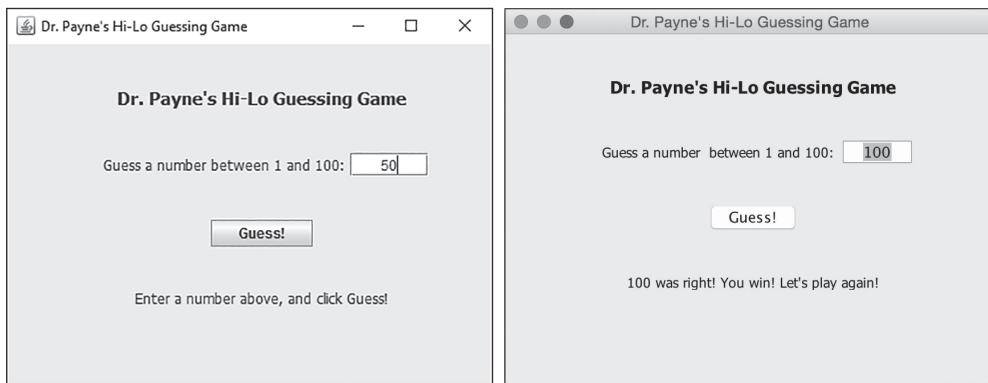 Dr. Payne's Hi-Lo Guessing Game
Dr. Payne's Hi-Lo Guessing Game
Guess a number between 1 and 100: 50
Guess!
Enter a number above, and click Guess!
Dr. Payne's Hi-Lo Guessing Game
Dr. Payne's Hi-Lo Guessing Game
Guess a number between 1 and 100: 100
Guess!
100 was right! You win! Let's play again!